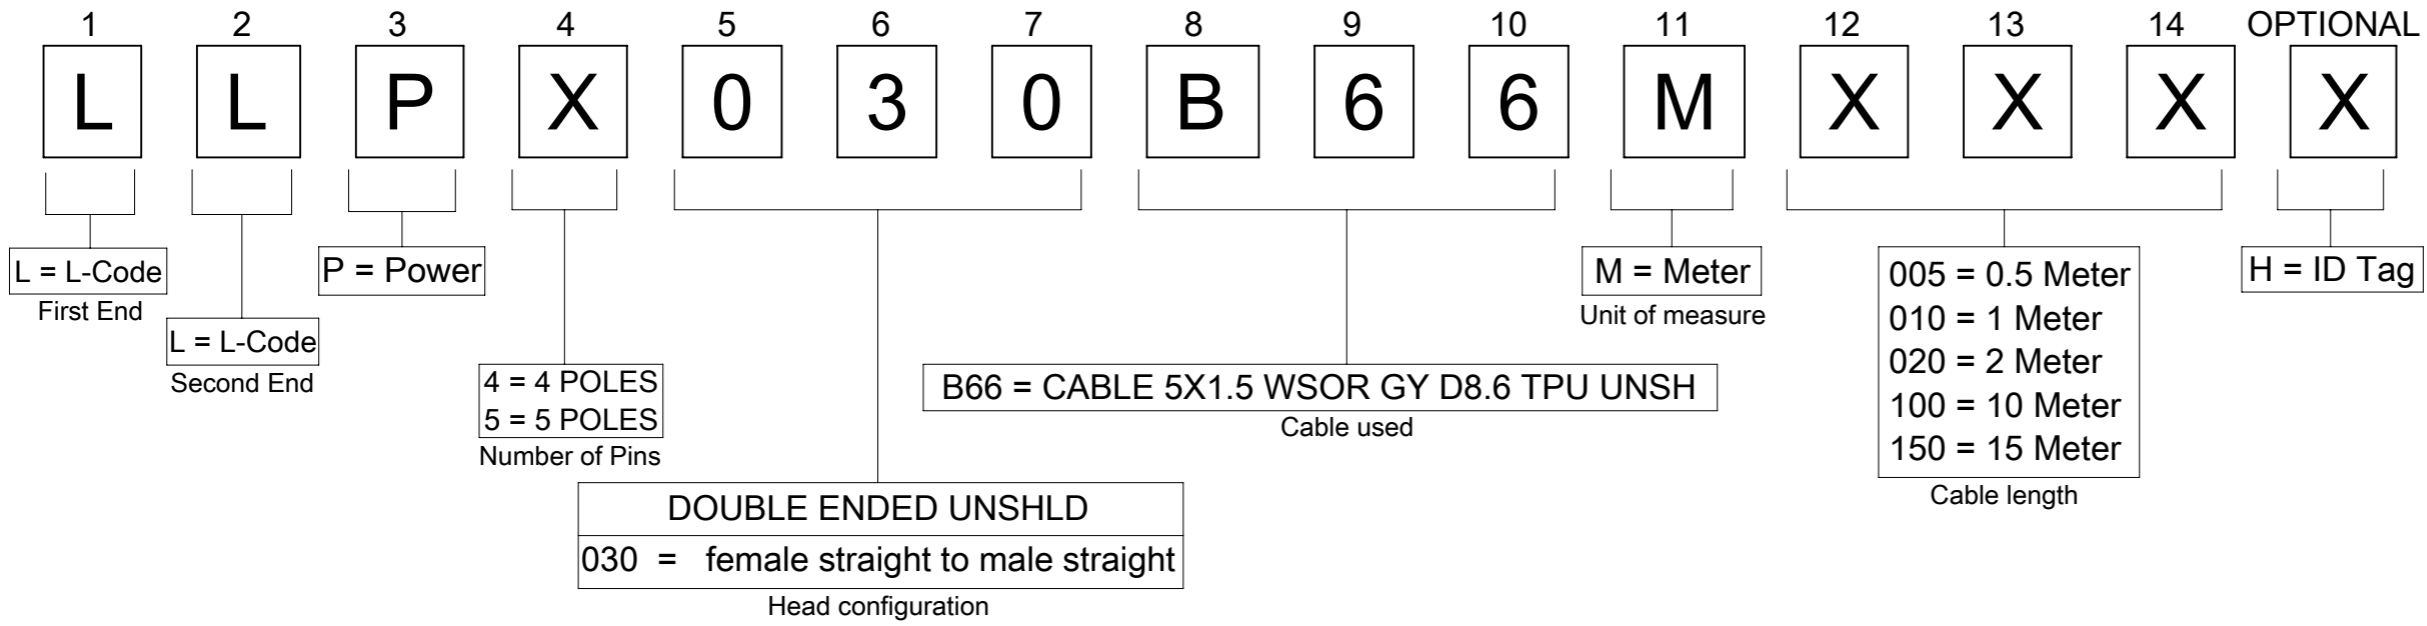 1 2 3 4 5 6 7 8 9 10 11 12 13 14 OPTIONAL
L L P X 0 3 0 B 6 6 M X X X X
L = L-Code
First End
L = L-Code
Second End
P = Power
4 = 4 POLES
5 = 5 POLES
Number of Pins
DOUBLE ENDED UNSHLD
030 = female straight to male straight
Head configuration
B66 = CABLE 5X1.5 WSOR GY D8.6 TPU UNSH
Cable used
M = Meter
Unit of measure
005 = 0.5 Meter
010 = 1 Meter
020 = 2 Meter
100 = 10 Meter
150 = 15 Meter
Cable length
H = ID Tag